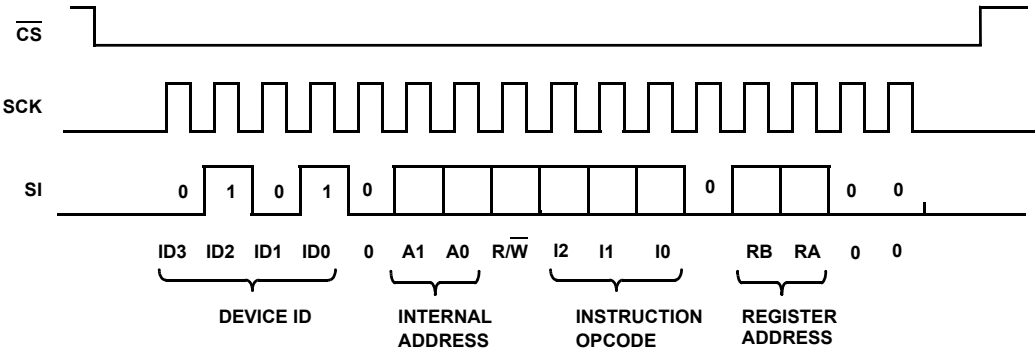 CS
SCK
SI 0 1 0 1 0 0 0 0
ID3 ID2 ID1 ID0 0 A1 A0 R/W I2 I1 I0 RB RA 0 0
DEVICE ID INTERNAL ADDRESS INSTRUCTION OPCODE REGISTER ADDRESS